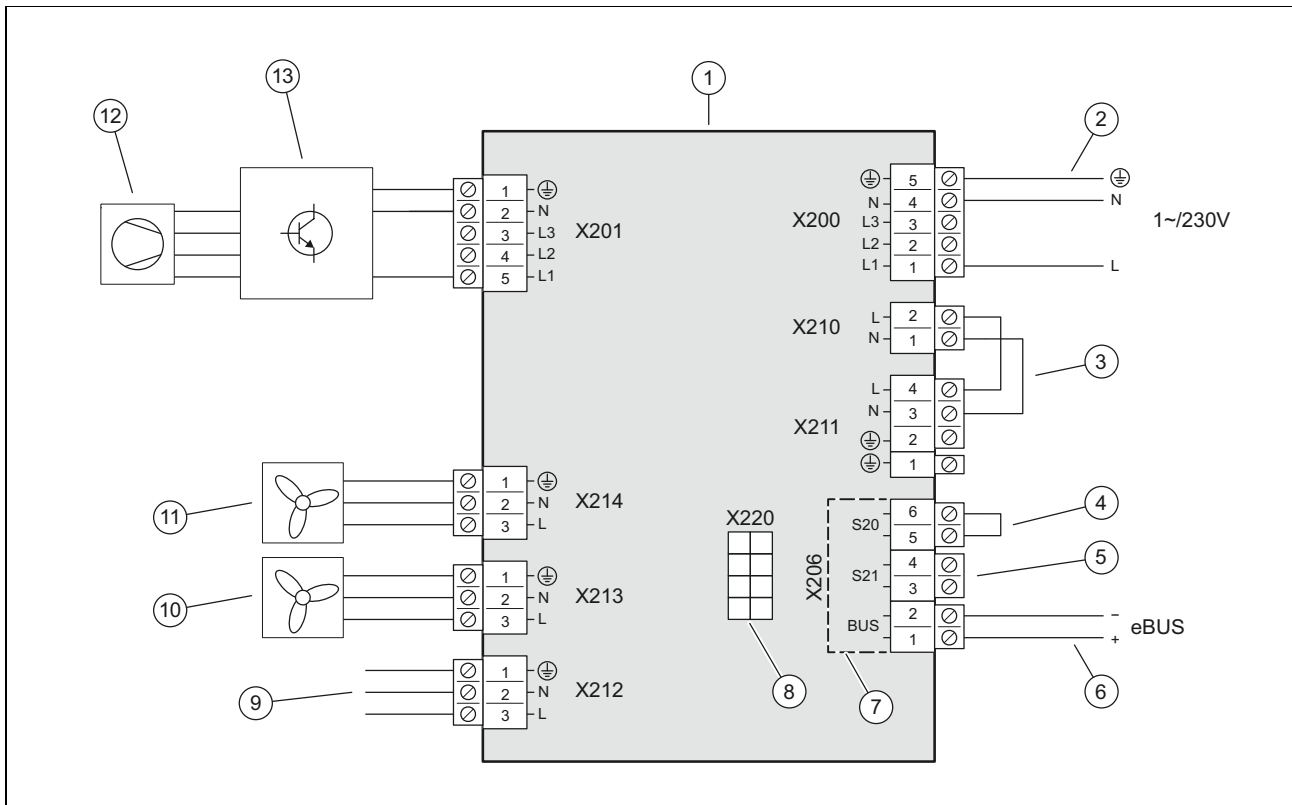 13
12
1
2
1
2
3
4
5
⏚
N
L3
L2
L1
X201
X200
⏚
N
L3
L2
L1
5
4
3
2
1
⏚
N
L
1~/230V
X210
L
N
2
1
3
X211
L
N
⏚
⏚
4
3
2
1
11
1
2
3
⏚
N
L
X214
10
1
2
3
⏚
N
L
X213
9
1
2
3
⏚
N
L
X212
X220
8
X206
S20
S21
BUS
6
5
4
3
2
1
4
5
–
+
eBUS
7
6